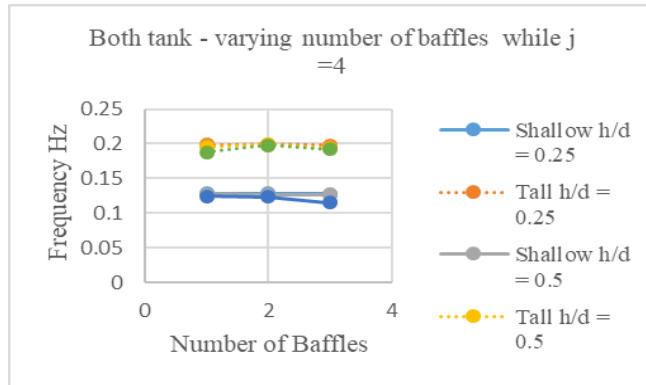 Both tank - varying number of baffles while j
=4
0.25
0.2
0.15
0.1
0.05
0
Frequency Hz
0
2
4
Number of Baffles
Shallow h/d
= 0.25
Tall h/d =
0.25
Shallow h/d
= 0.5
Tall h/d =
0.5